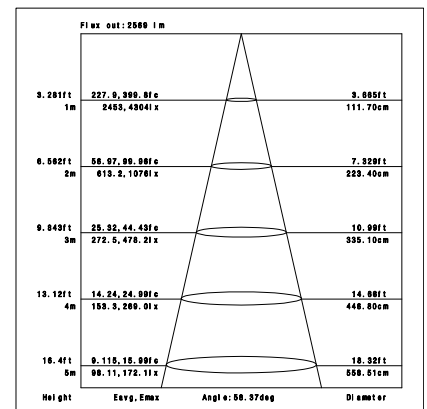 Flux out:2569 lm
3.281ft 227.9,399.8fc 3.665ft
1m 2453,4304lx 111.70cm
6.562ft 56.97,99.96fc 7.329ft
2m 613.2,1076lx 223.40cm
9.843ft 25.32,44.43fc 10.99ft
3m 272.5,478.2lx 335.10cm
13.12ft 14.24,24.99fc 14.66ft
4m 153.3,269.0lx 446.80cm
16.4ft 9.115,15.99fc 18.32ft
5m 98.11,172.1lx 558.51cm
Height Eavg,Emax Angle:58.37deg Diameter